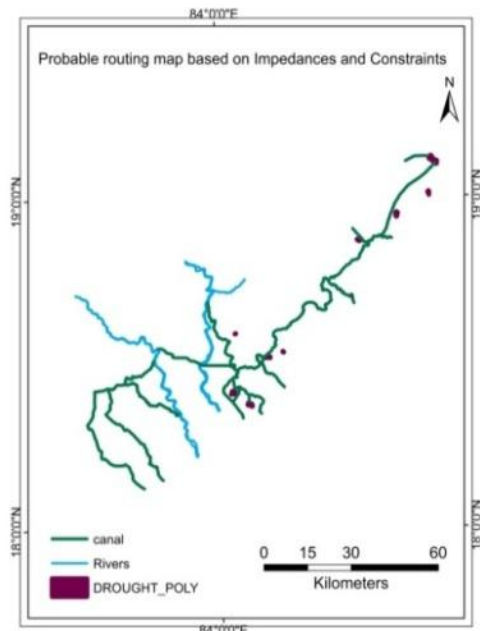 84°0'0"E
Probable routing map based on Impedances and Constraints
N
19°0'0"N
19°0'0"N
18°0'0"N
18°0'0"N
canal
Rivers
DROUGHT_POLY
0 15 30 60
Kilometers
84°0'0"E